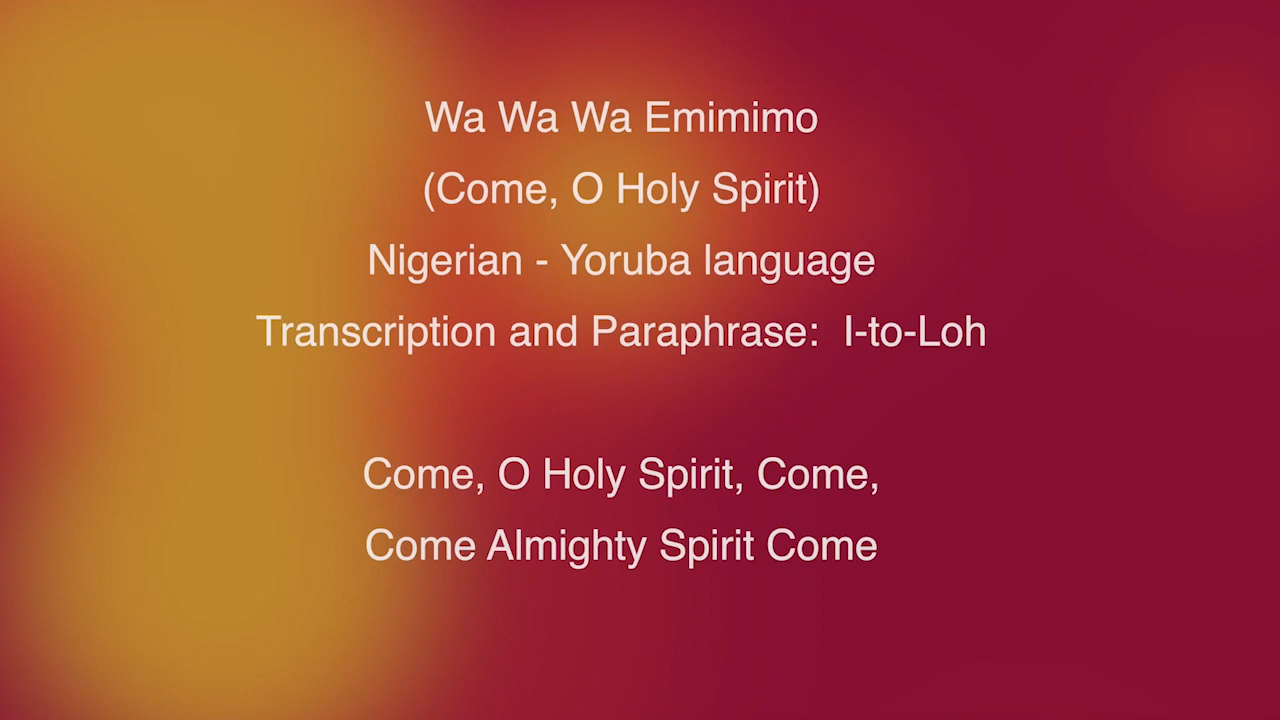 Wa Wa Wa Emimimo
(Come, O Holy Spirit)
Nigerian - Yoruba language
Transcription and Paraphrase:  I-to-Loh
Come, O Holy Spirit, Come,
Come Almighty Spirit Come